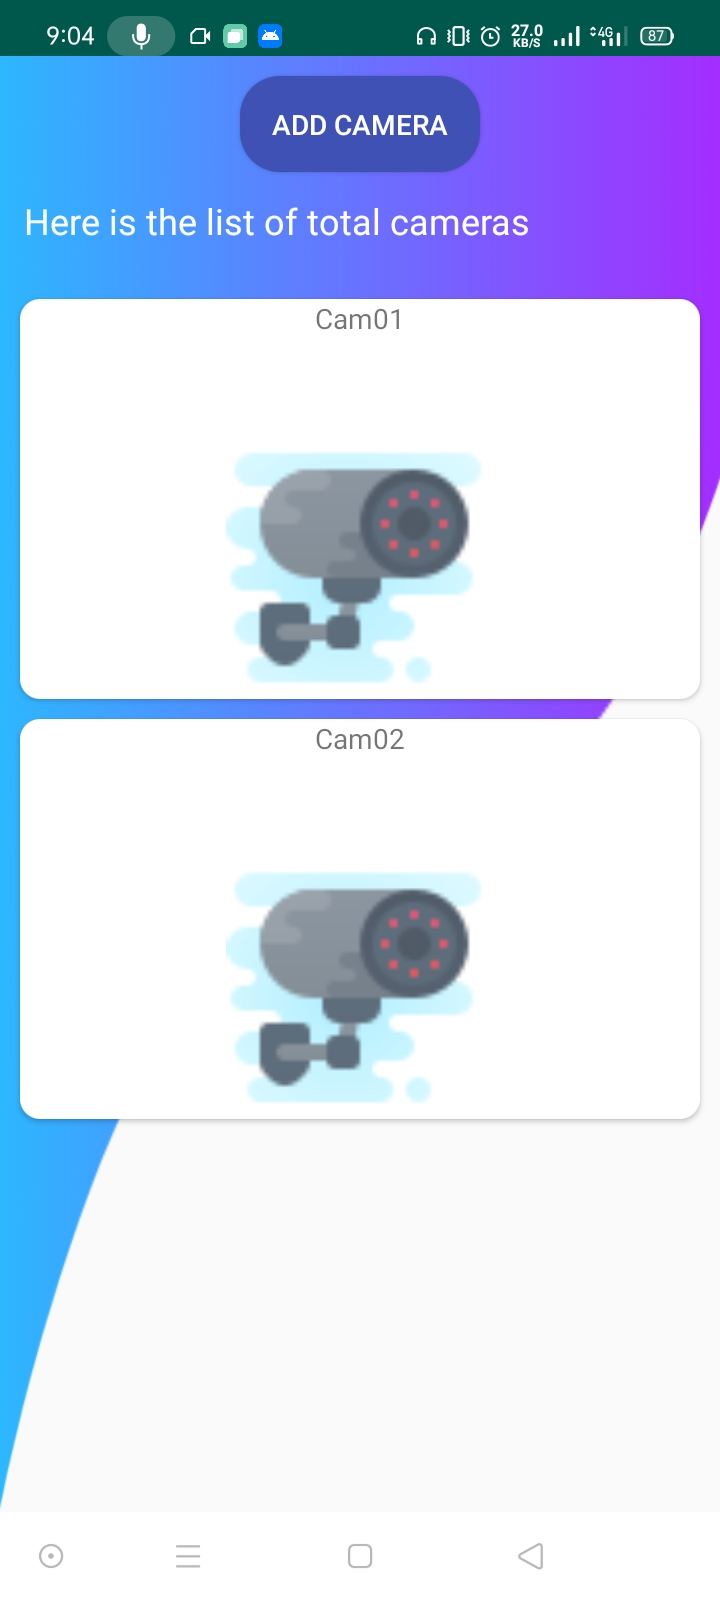 9:04 27.0 KB/S 4G 87
ADD CAMERA
Here is the list of total cameras
Cam01
Cam02